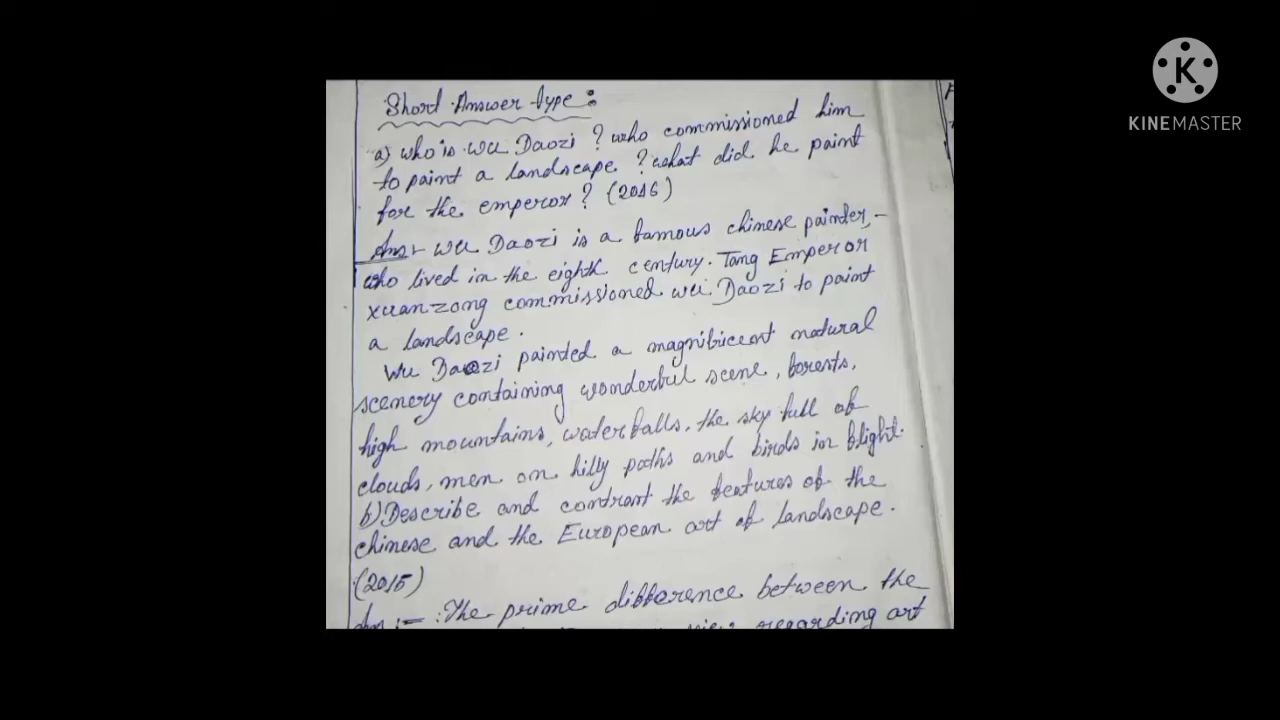 Short Answer type:
a) who is wu Daozi ? who commissioned him
to paint a landscape ? what did he paint
for the emperor ? (2016)
Ans:- wu Daozi is a famous chinese painter,
who lived in the eighth century. Tang Emperor
xuanzong commissioned wu Daozi to paint
a landscape.
Wu Daozi painted a magnificent natural
scenery containing wonderful scene, forests,
high mountains, waterfalls, the sky full of
clouds, men on hilly paths and birds in flight.
b) Describe and contrast the features of the
chinese and the European art of landscape.
(2015)
Ans :- The prime difference between the
regarding art
K
KINEMASTER